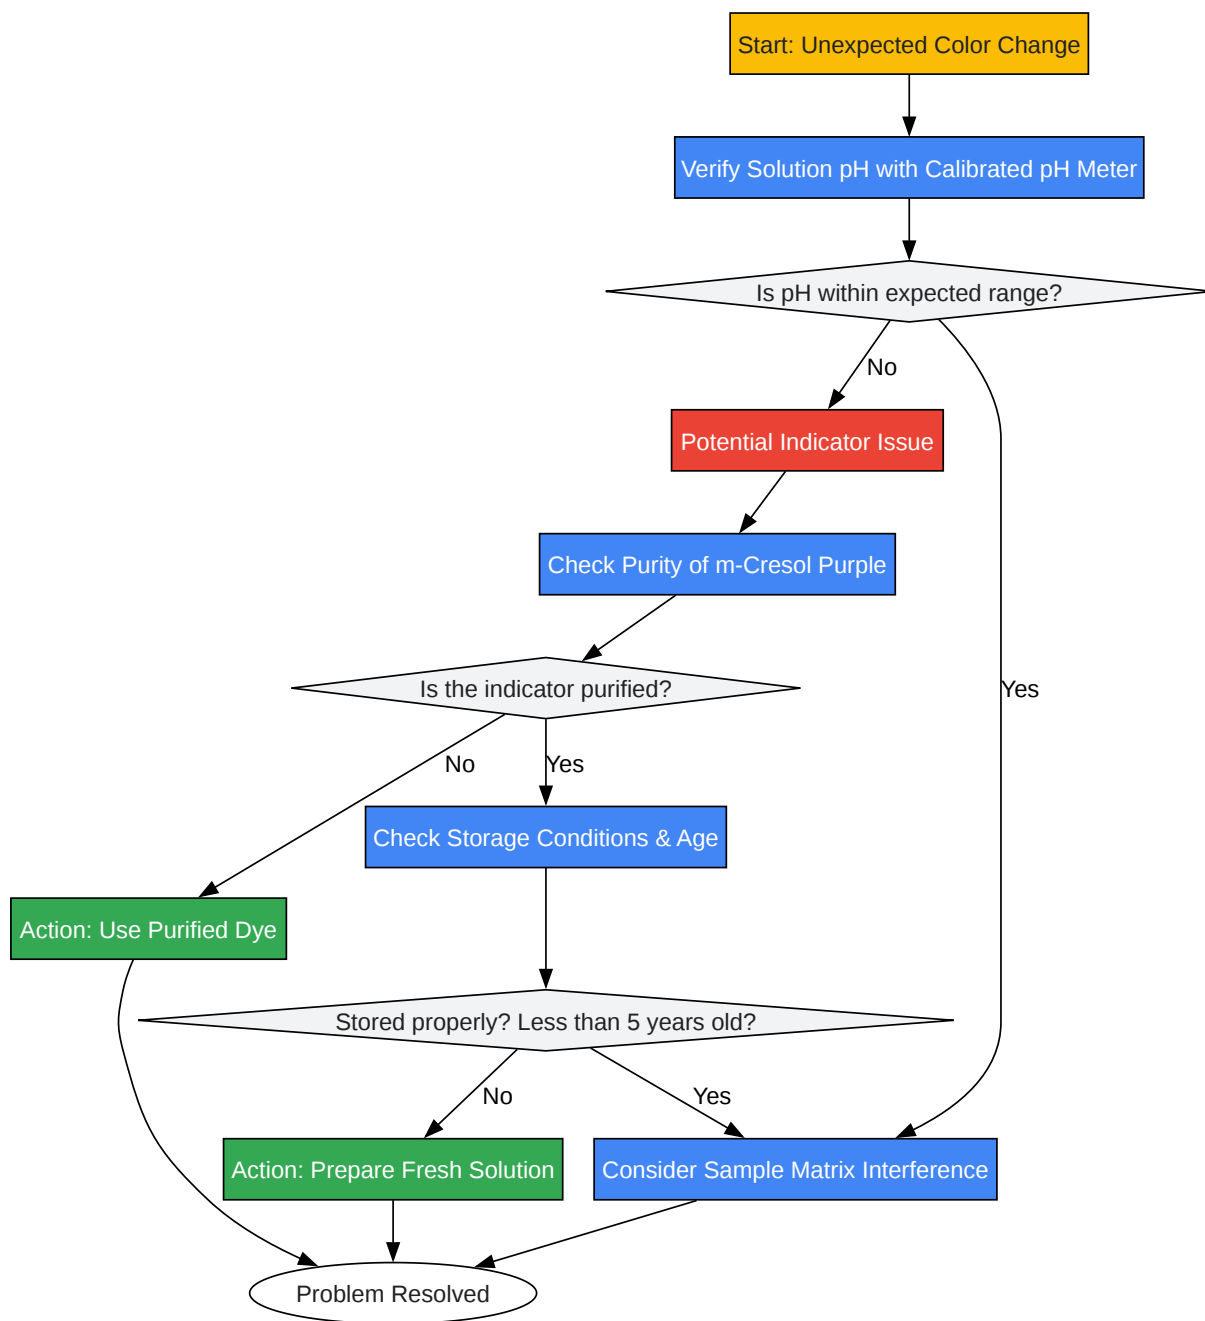 Start: Unexpected Color Change
Verify Solution pH with Calibrated pH Meter
Is pH within expected range?
No
Potential Indicator Issue
Check Purity of m-Cresol Purple
Is the indicator purified?
Yes
No
Yes
Check Storage Conditions & Age
Action: Use Purified Dye
Stored properly? Less than 5 years old?
No
Yes
Action: Prepare Fresh Solution
Consider Sample Matrix Interference
Problem Resolved